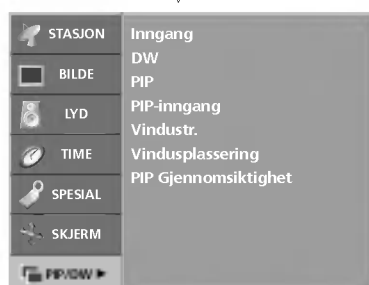 STASJON
BILDE
LYD
TIME
SPESIAL
SKJERM
PIP/DW ►
Inngang
DW
PIP
PIP-inngang
Vindustr.
Vindusplassering
PIP Gjennomsiktighet